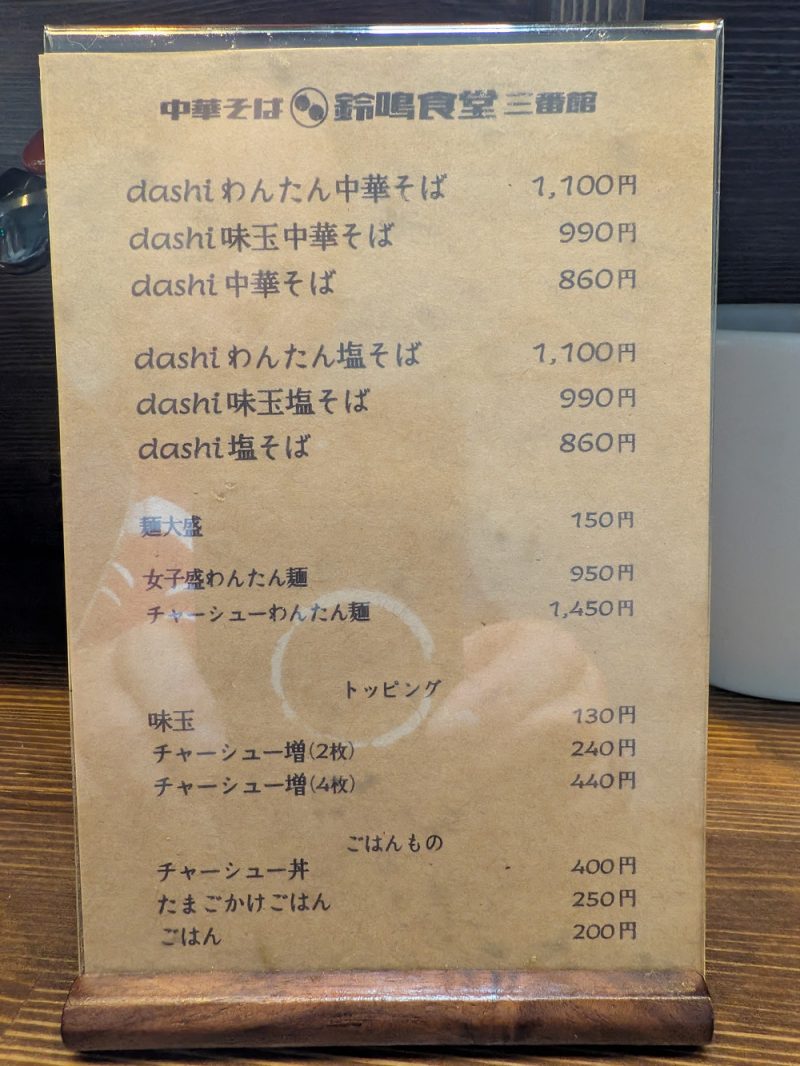 中華そば 鈴鳴食堂 三番館
dashiわんたん中華そば 1,100円
dashi味玉中華そば 990円
dashi中華そば 860円
dashiわんたん塩そば 1,100円
dashi味玉塩そば 990円
dashi塩そば 860円
麺大盛 150円
女子盛わんたん麺 950円
チャーシューわんたん麺 1,450円
トッピング
味玉 130円
チャーシュー増(2枚) 240円
チャーシュー増(4枚) 440円
ごはんもの
チャーシュー丼 400円
たまごかけごはん 250円
ごはん 200円